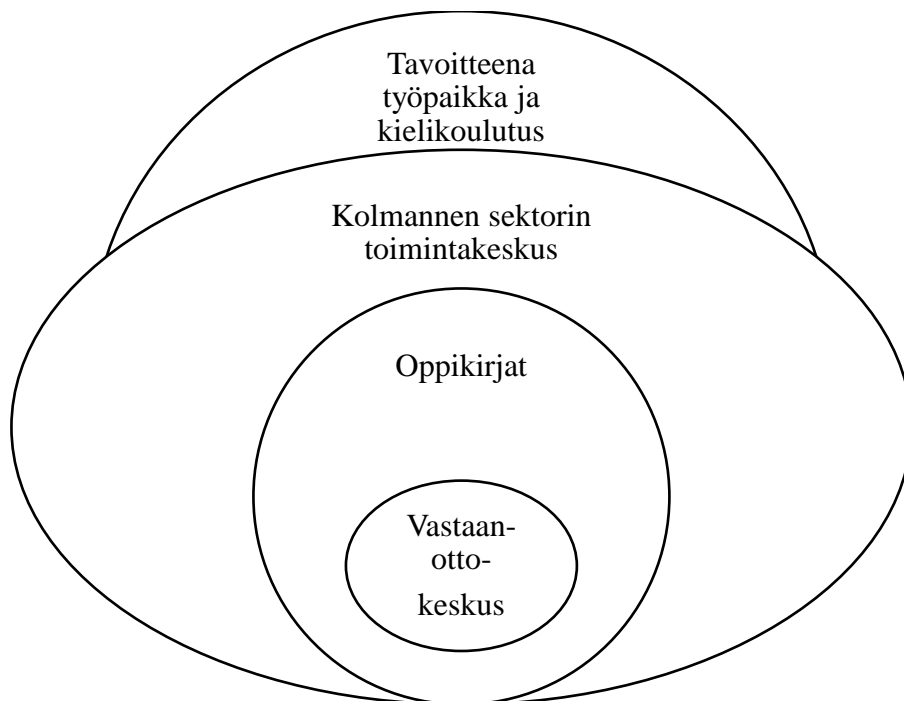 Tavoitteena
työpaikka ja
kielikoulutus
Kolmannen sektorin
toimintakeskus
Oppikirjat
Vastaan-
otto-
keskus